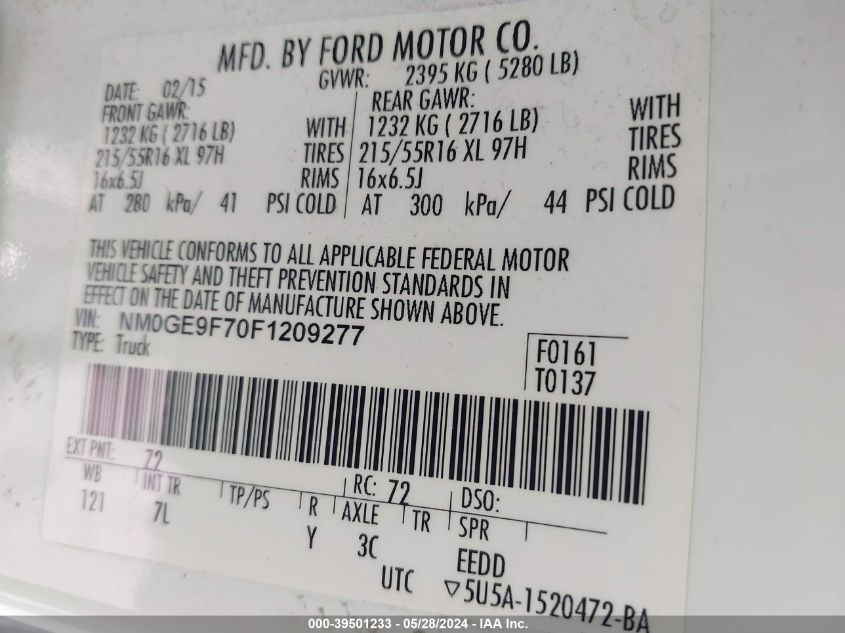 MFD. BY FORD MOTOR CO.
DATE: 02/15 GVWR: 2395 KG ( 5280 LB)
FRONT GAWR: REAR GAWR:
1232 KG ( 2716 LB) WITH 1232 KG ( 2716 LB) WITH
215/55R16 XL 97H TIRES 215/55R16 XL 97H TIRES
16x6.5J RIMS 16x6.5J RIMS
AT 280 kPa/ 41 PSI COLD AT 300 kPa/ 44 PSI COLD
THIS VEHICLE CONFORMS TO ALL APPLICABLE FEDERAL MOTOR
VEHICLE SAFETY AND THEFT PREVENTION STANDARDS IN
EFFECT ON THE DATE OF MANUFACTURE SHOWN ABOVE.
VIN: NM0GE9F70F1209277
TYPE: Truck
F0161
T0137
EXT PNT: 72 RC: 72 DSO:
WB INT TR TP/PS R AXLE TR SPR
121 7L Y 3C EEDD
UTC ▽5U5A-1520472-BA
000-39501233 - 05/28/2024 - IAA Inc.